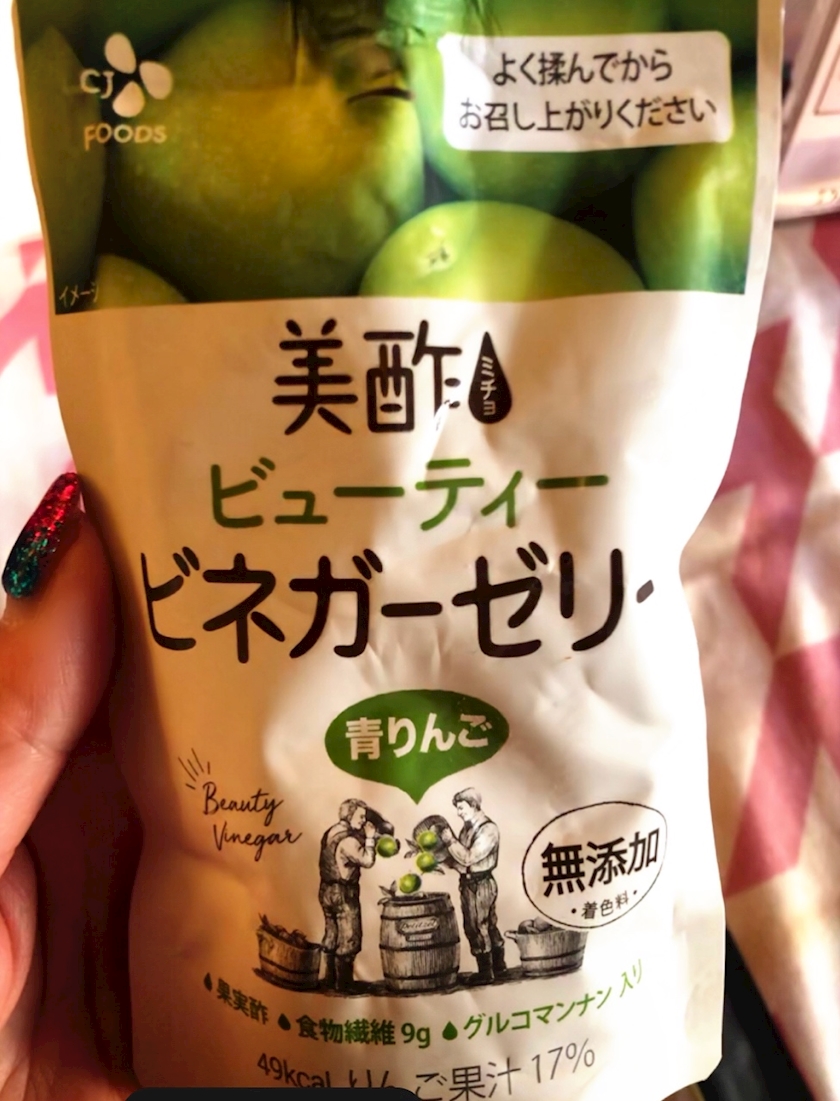 CJ
FOODS
よく揉んでから
お召し上がりください
イメージ
美酢
ミチョ
ビューティー
ビネガーゼリー
青りんご
Beauty
Vinegar
無添加
・着色料・
果実酢 食物繊維 9g グルコマンナン 入り
49kcal りんご果汁 17%